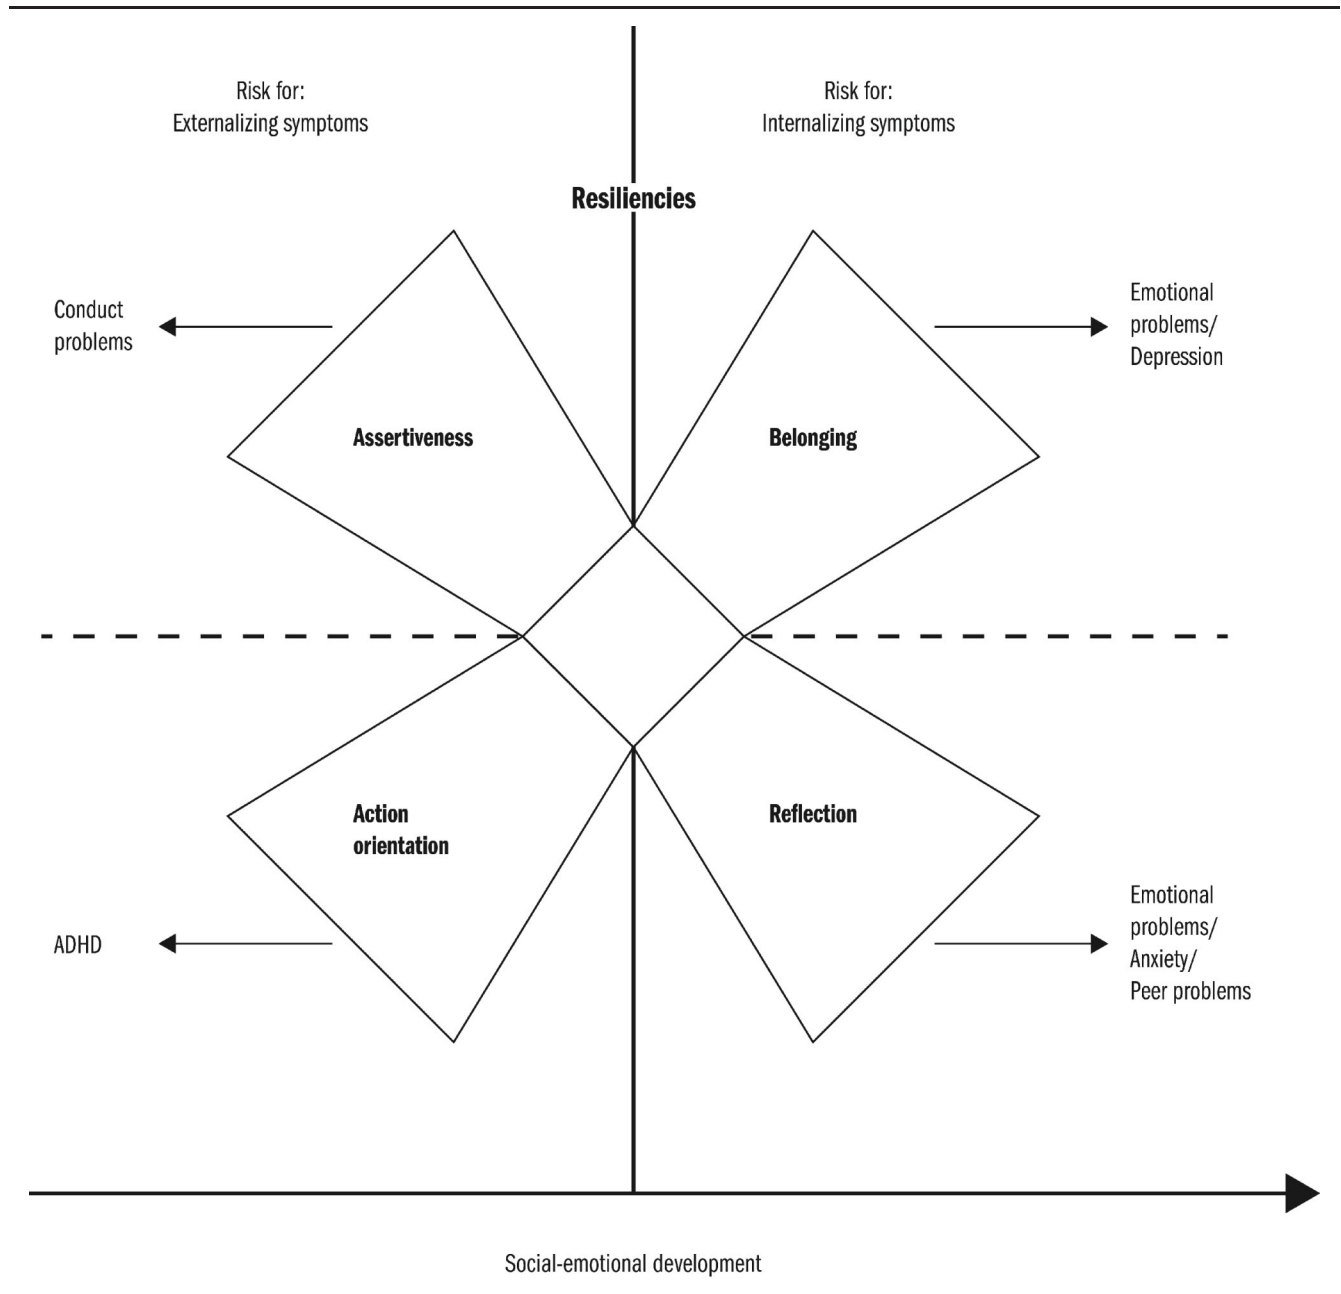 Risk for:
Externalizing symptoms
Risk for:
Internalizing symptoms
Resiliencies
Conduct
problems
Emotional
problems/
Depression
Assertiveness
Belonging
Action
orientation
Reflection
ADHD
Emotional
problems/
Anxiety/
Peer problems
Social-emotional development